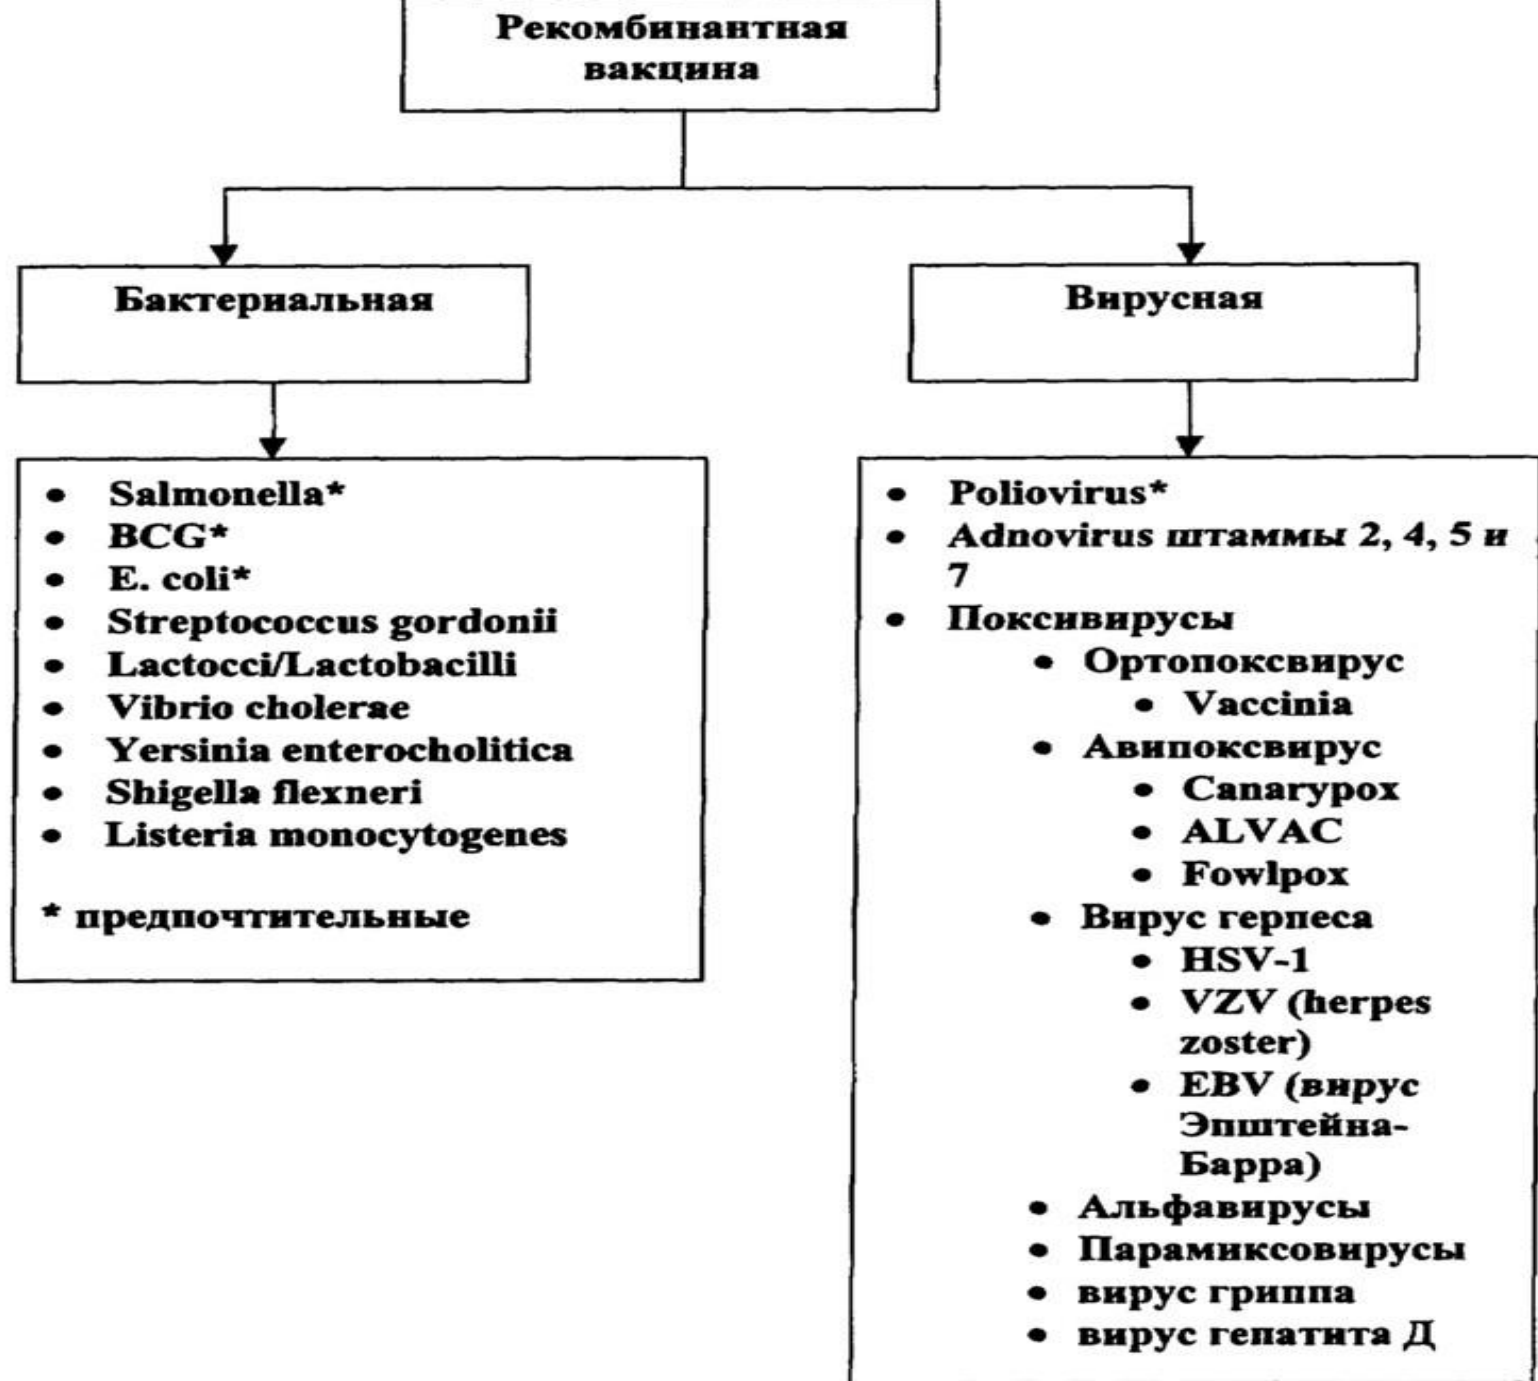 Рекомбинантная
вакцина
Бактериальная
Вирусная
• Salmonella*
• BCG*
• E. coli*
• Streptococcus gordonii
• Lactocci/Lactobacilli
• Vibrio cholerae
• Yersinia enterocholitica
• Shigella flexneri
• Listeria monocytogenes
* предпочтительные
• Poliovirus*
• Adnovirus штаммы 2, 4, 5 и
7
• Поксивирусы
• Ортопоксвирус
• Vaccinia
• Авипоксвирус
• Canarypox
• ALVAC
• Fowlpox
• Вирус герпеса
• HSV-1
• VZV (herpes
zoster)
• EBV (вирус
Эпштейна-
Барра)
• Альфавирусы
• Парамиксовирусы
• вирус гриппа
• вирус гепатита Д